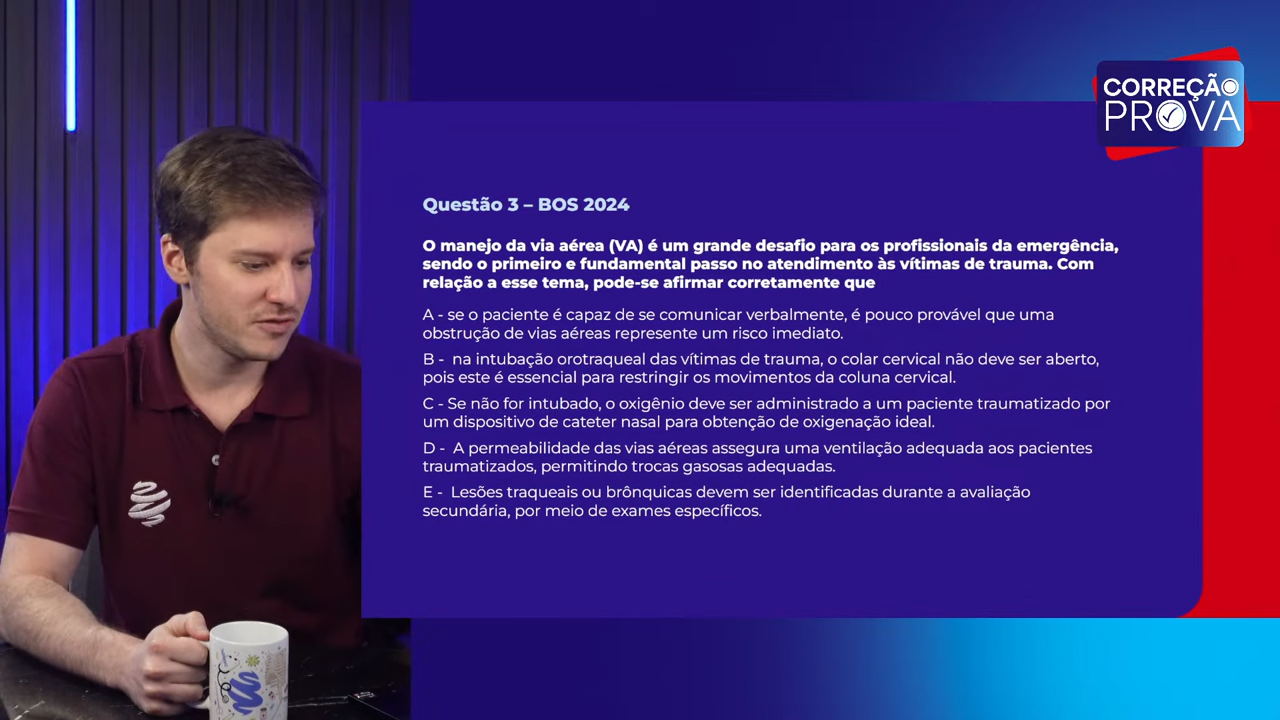 CORREÇÃO
PROVA
Questão 3 – BOS 2024
O manejo da via aérea (VA) é um grande desafio para os profissionais da emergência,
sendo o primeiro e fundamental passo no atendimento às vítimas de trauma. Com
relação a esse tema, pode-se afirmar corretamente que
A - se o paciente é capaz de se comunicar verbalmente, é pouco provável que uma
obstrução de vias aéreas represente um risco imediato.
B -  na intubação orotraqueal das vítimas de trauma, o colar cervical não deve ser aberto,
pois este é essencial para restringir os movimentos da coluna cervical.
C - Se não for intubado, o oxigênio deve ser administrado a um paciente traumatizado por
um dispositivo de cateter nasal para obtenção de oxigenação ideal.
D -  A permeabilidade das vias aéreas assegura uma ventilação adequada aos pacientes
traumatizados, permitindo trocas gasosas adequadas.
E -  Lesões traqueais ou brônquicas devem ser identificadas durante a avaliação
secundária, por meio de exames específicos.